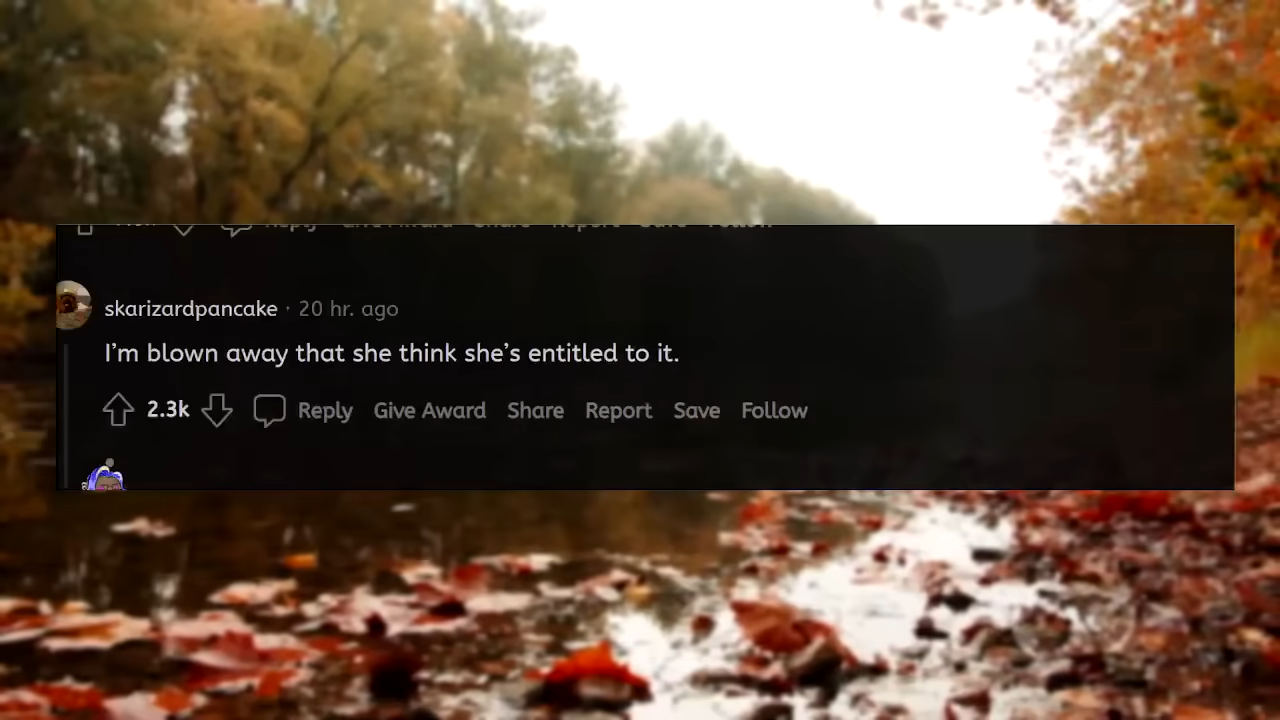 skarizardpancake · 20 hr. ago
I'm blown away that she think she's entitled to it.
2.3k Reply Give Award Share Report Save Follow